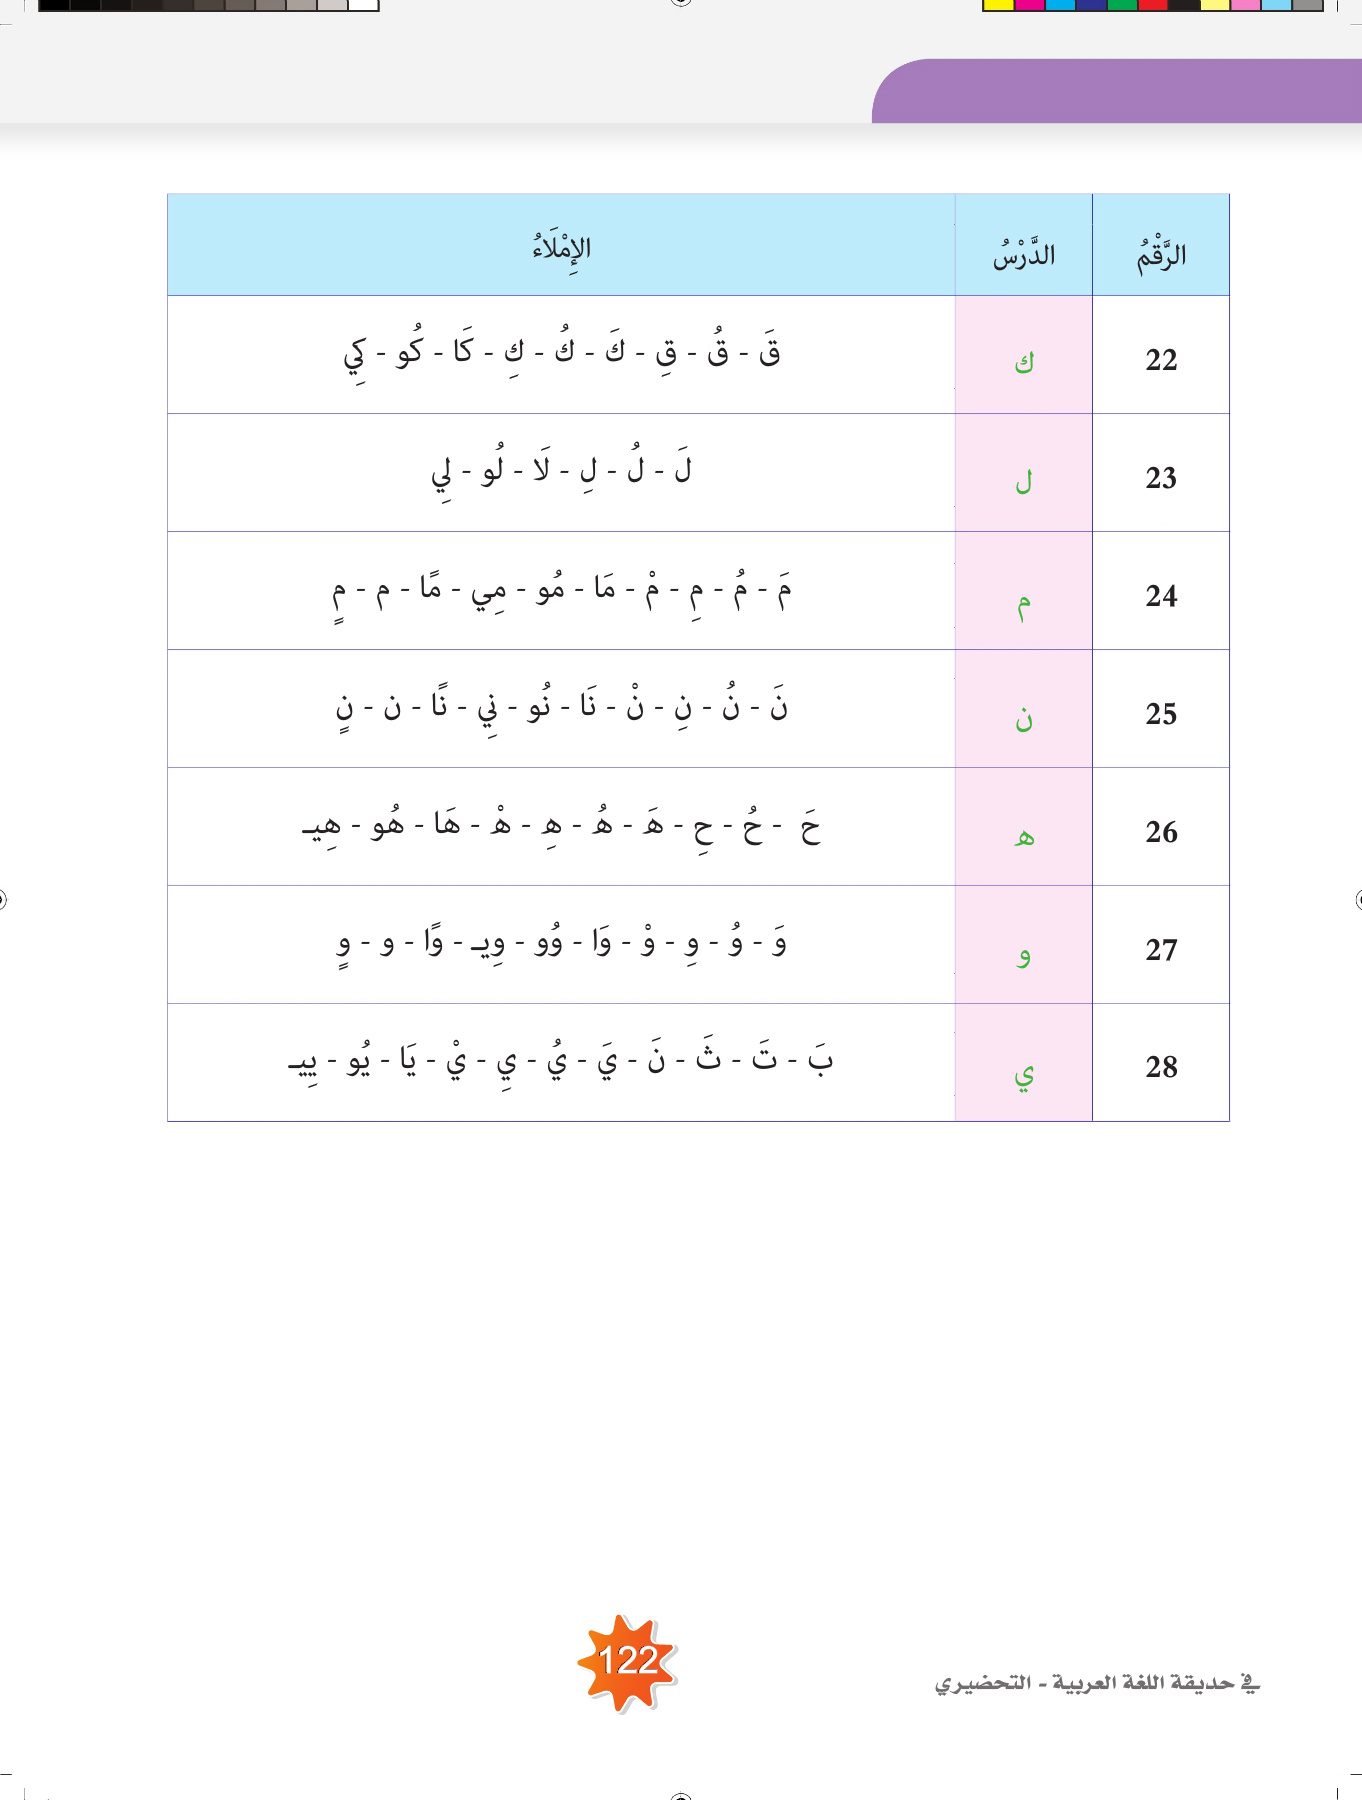 الرَّقْمُ الدَّرْسُ الإِمْلَاءُ
22 ك قَ - قُ - قِ - كَ - كُ - كِ - كَا - كُو - كِي
23 ل لَ - لُ - لِ - لَا - لُو - لِي
24 م مَ - مُ - مِ - مْ - مَا - مُو - مِي - مًا - م - مٍ
25 ن نَ - نُ - نِ - نْ - نَا - نُو - نِي - نًا - ن - نٍ
26 ه حَ - حُ - حِ - هَ - هُ - هِ - هْ - هَا - هُو - هِيـ
27 و وَ - وُ - وِ - وْ - وَا - وُو - وِيـ - وًا - و - وٍ
28 ي بَ - تَ - ثَ - نَ - يَ - يُ - يِ - يْ - يَا - يُو - يِيـ
122
في حديقة اللغة العربية - التحضيري